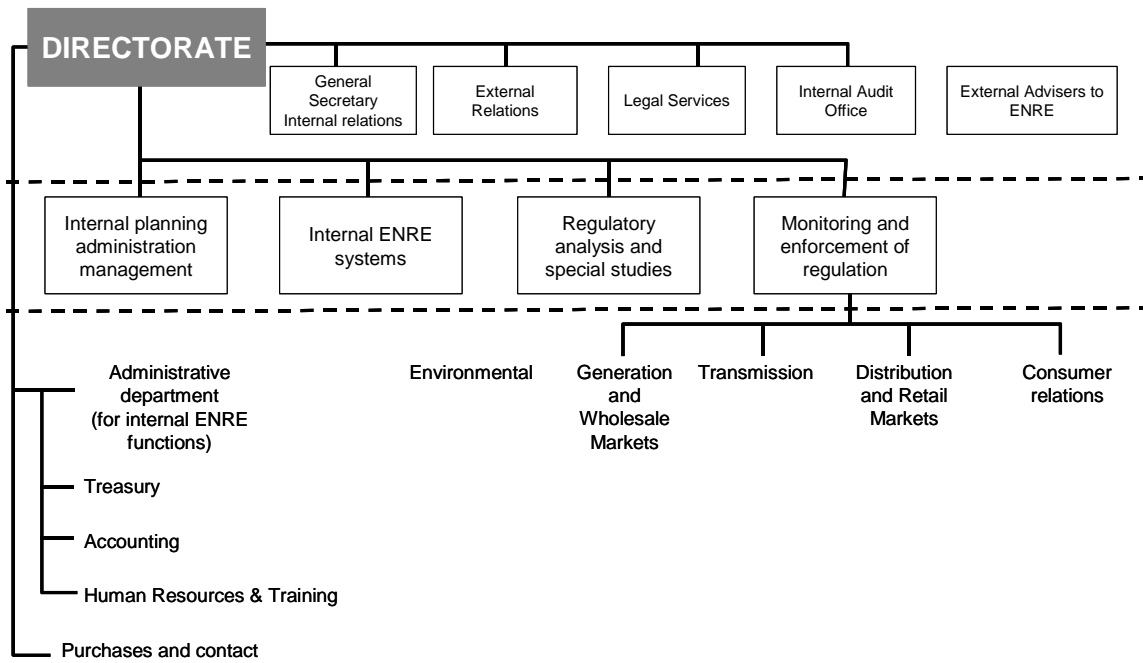 DIRECTORATE
General
Secretary
Internal relations
External
Relations
Legal Services
Internal Audit
Office
External Advisers to
ENRE
Internal planning
administration
management
Internal ENRE
systems
Regulatory
analysis and
special studies
Monitoring and
enforcement of
regulation
Administrative
department
(for internal ENRE
functions)
Environmental
Generation
and
Wholesale
Markets
Transmission
Distribution
and Retail
Markets
Consumer
relations
Treasury
Accounting
Human Resources & Training
Purchases and contact